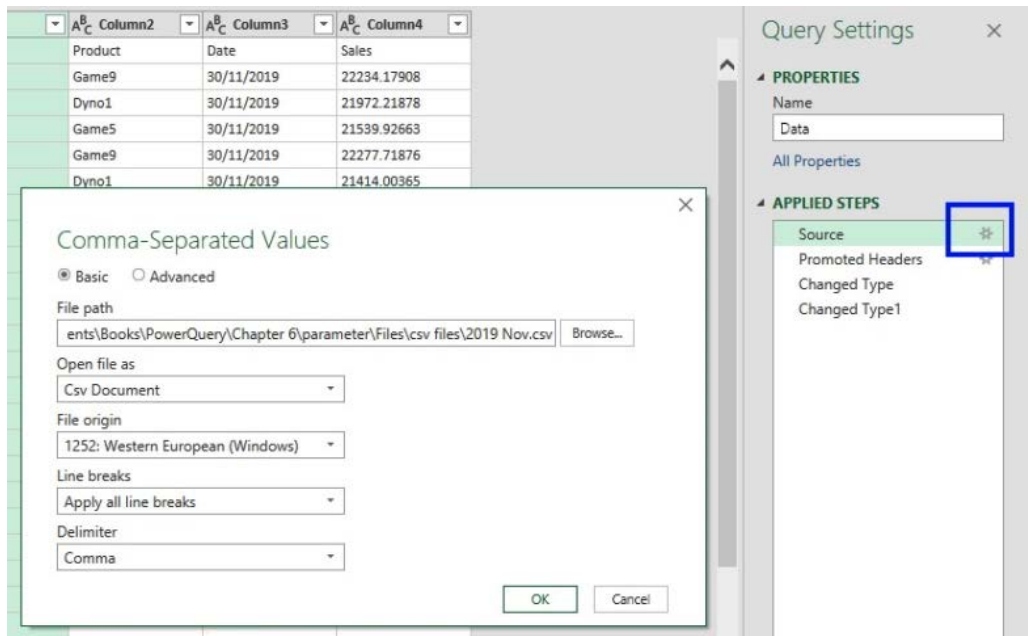 ABC Column2 ABC Column3 ABC Column4
Product Date Sales
Game9 30/11/2019 22234.17908
Dyno1 30/11/2019 21972.21878
Game5 30/11/2019 21539.92663
Game9 30/11/2019 22277.71876
Dyno1 30/11/2019 21414.00365
Comma-Separated Values
Basic Advanced
File path
ents\Books\PowerQuery\Chapter 6\parameter\Files\csv files\2019 Nov.csv Browse...
Open file as
Csv Document
File origin
1252: Western European (Windows)
Line breaks
Apply all line breaks
Delimiter
Comma
OK Cancel
Query Settings
PROPERTIES
Name
Data
All Properties
APPLIED STEPS
Source
Promoted Headers
Changed Type
Changed Type1